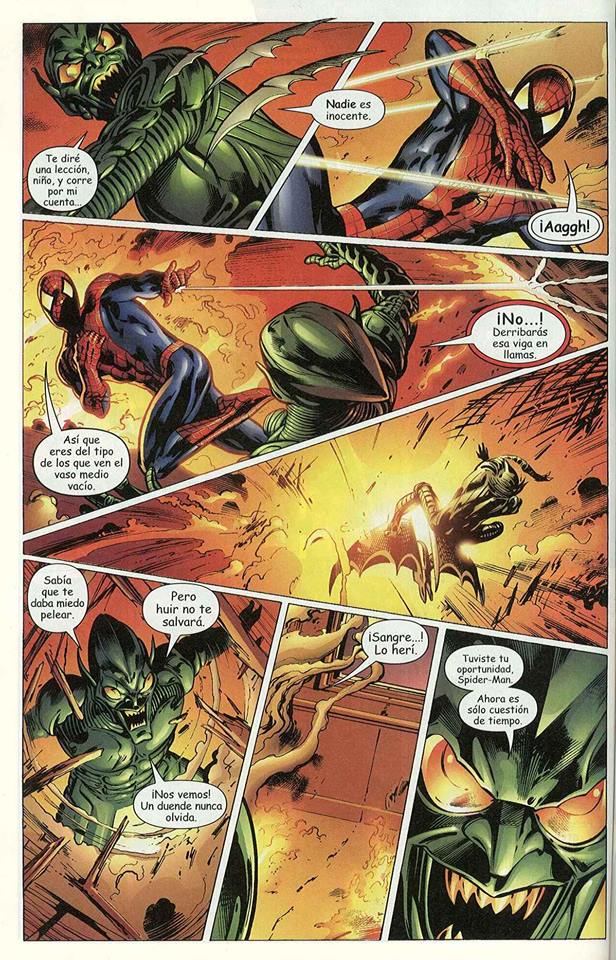 Te diré
una lección,
niño, y corre
por mi
cuenta...
Nadie es
inocente.
¡Aaggh!
¡No...!
Derribarás
esa viga en
llamas.
Así que
eres del tipo
de los que ven el
vaso medio
vacío.
Sabía
que te
daba miedo
pelear.
Pero
huir no te
salvará.
¡Nos vemos!
Un duende nunca
olvida.
¡Sangre...!
Lo herí.
Tuviste tu
oportunidad,
Spider-Man.
Ahora es
sólo cuestión
de tiempo.